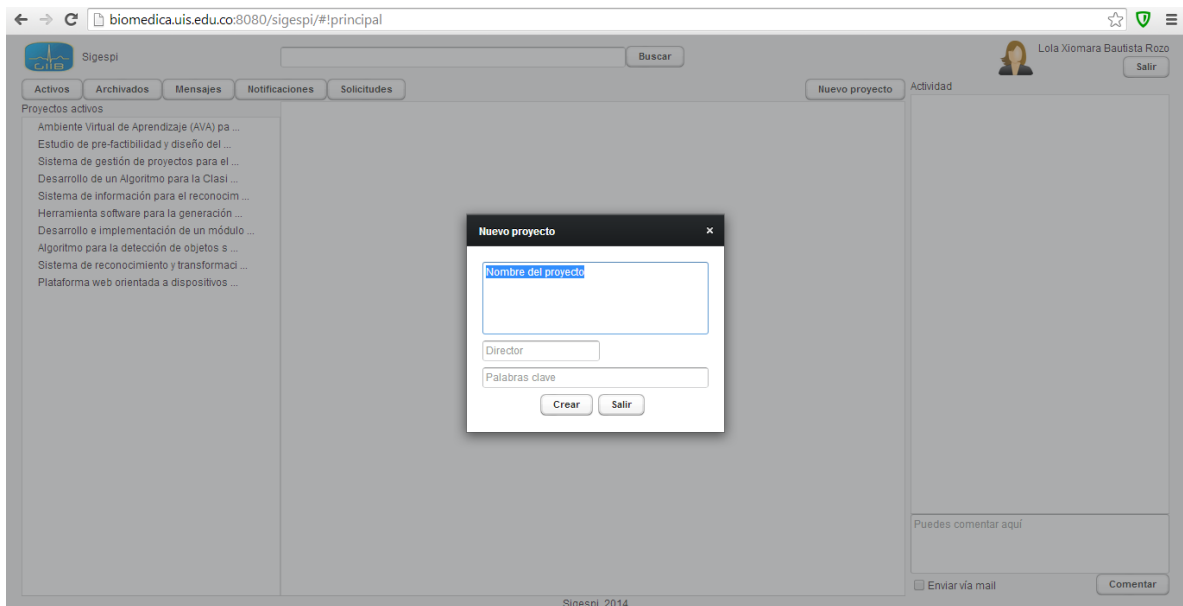 biomedica.uis.edu.co:8080/sigespi/#!principal
GIIB
Sigespi
Buscar
Lola Xiomara Bautista Rozo
Salir
Activos Archivados Mensajes Notificaciones Solicitudes Nuevo proyecto
Actividad
Proyectos activos
Ambiente Virtual de Aprendizaje (AVA) pa ...
Estudio de pre-factibilidad y diseño del ...
Sistema de gestión de proyectos para el ...
Desarrollo de un Algoritmo para la Clasi ...
Sistema de información para el reconocim ...
Herramienta software para la generación ...
Desarrollo e implementación de un módulo ...
Algoritmo para la detección de objetos s ...
Sistema de reconocimiento y transformaci ...
Plataforma web orientada a dispositivos ...
Nuevo proyecto ×
Nombre del proyecto
Director
Palabras clave
Crear Salir
Puedes comentar aquí
Enviar vía mail Comentar
Sigespi, 2014